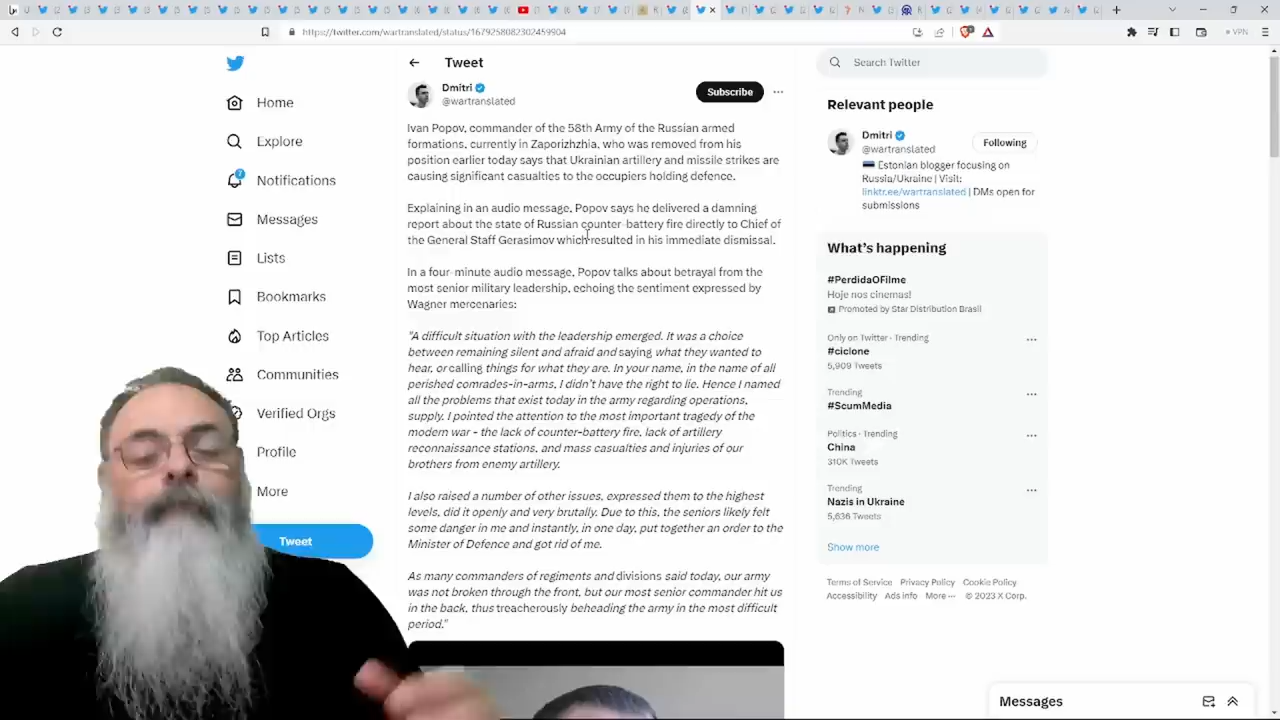 https://twitter.com/wartranslated/status/1679258082302459904
VPN
Home
Explore
Notifications
Messages
Lists
Bookmarks
Top Articles
Communities
Verified Orgs
Profile
More
Tweet
Tweet
Dmitri
@wartranslated
Subscribe
Ivan Popov, commander of the 58th Army of the Russian armed
formations, currently in Zaporizhzhia, who was removed from his
position earlier today says that Ukrainian artillery and missile strikes are
causing significant casualties to the occupiers holding defence.
Explaining in an audio message, Popov says he delivered a damning
report about the state of Russian counter-battery fire directly to Chief of
the General Staff Gerasimov which resulted in his immediate dismissal.
In a four-minute audio message, Popov talks about betrayal from the
most senior military leadership, echoing the sentiment expressed by
Wagner mercenaries:
"A difficult situation with the leadership emerged. It was a choice
between remaining silent and afraid and saying what they wanted to
hear, or calling things for what they are. In your name, in the name of all
perished comrades-in-arms, I didn't have the right to lie. Hence I named
all the problems that exist today in the army regarding operations,
supply. I pointed the attention to the most important tragedy of the
modern war - the lack of counter-battery fire, lack of artillery
reconnaissance stations, and mass casualties and injuries of our
brothers from enemy artillery.
I also raised a number of other issues, expressed them to the highest
levels, did it openly and very brutally. Due to this, the seniors likely felt
some danger in me and instantly, in one day, put together an order to the
Minister of Defence and got rid of me.
As many commanders of regiments and divisions said today, our army
was not broken through the front, but our most senior commander hit us
in the back, thus treacherously beheading the army in the most difficult
period."
Search Twitter
Relevant people
Dmitri
@wartranslated
Following
Estonian blogger focusing on
Russia/Ukraine | Visit:
linktr.ee/wartranslated | DMs open for
submissions
What's happening
#PerdidaOFilme
Hoje nos cinemas!
Promoted by Star Distribution Brasil
Only on Twitter · Trending
#ciclone
5,909 Tweets
Trending
#ScumMedia
Politics · Trending
China
310K Tweets
Trending
Nazis in Ukraine
5,636 Tweets
Show more
Terms of Service Privacy Policy Cookie Policy
Accessibility Ads info More ··· © 2023 X Corp.
Messages